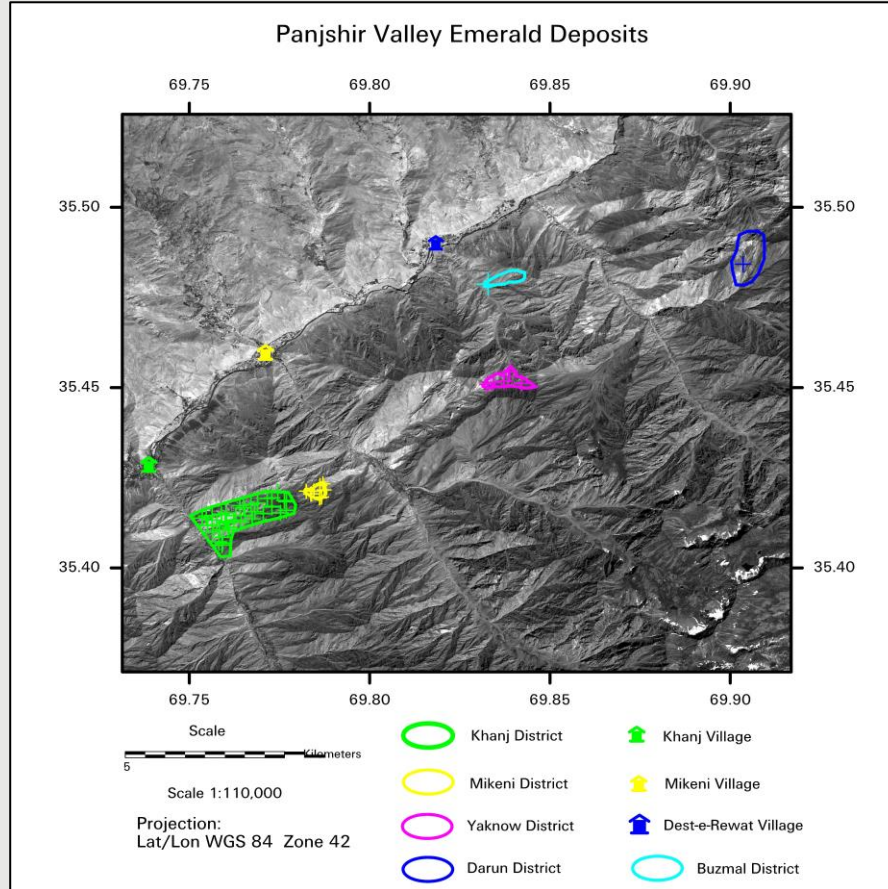 Panjshir Valley Emerald Deposits
69.75 69.80 69.85 69.90
35.50 35.50
35.45 35.45
35.40 35.40
69.75 69.80 69.85 69.90
Scale
Kilometers
5
Scale 1:110,000
Projection:
Lat/Lon WGS 84 Zone 42
Khanj District
Mikeni District
Yaknow District
Darun District
Khanj Village
Mikeni Village
Dest-e-Rewat Village
Buzmal District